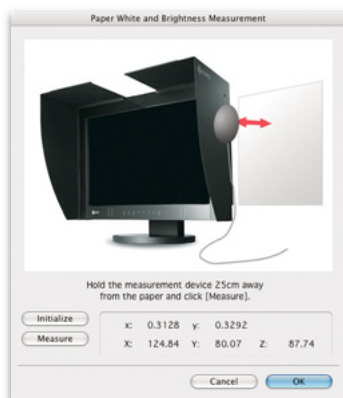 Paper White and Brightness Measurement
Hold the measurement device 25cm away
from the paper and click [Measure].
Initialize
x: 0.3128 y: 0.3292
Measure
X: 124.84 Y: 80.07 Z: 87.74
Cancel
OK